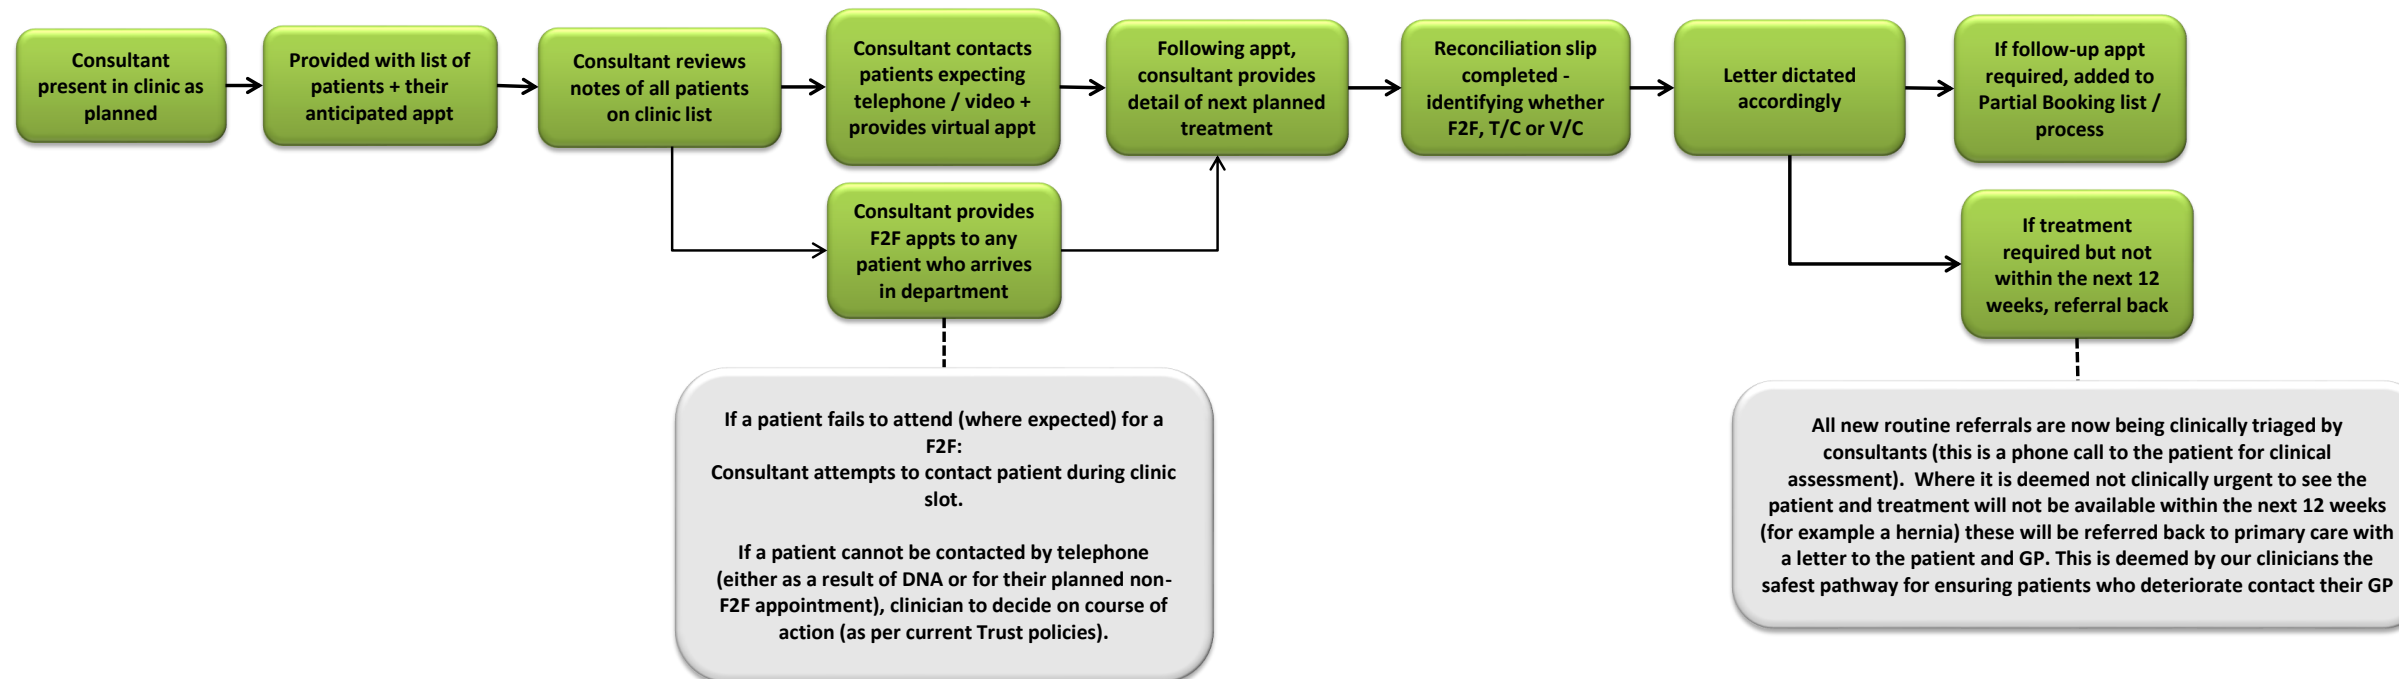 Consultant
present in clinic as
planned
Provided with list of
patients + their
anticipated appt
Consultant reviews
notes of all patients
on clinic list
Consultant contacts
patients expecting
telephone / video +
provides virtual appt
Following appt,
consultant provides
detail of next planned
treatment
Reconciliation slip
completed -
identifying whether
F2F, T/C or V/C
Letter dictated
accordingly
If follow-up appt
required, added to
Partial Booking list /
process
Consultant provides
F2F appts to any
patient who arrives
in department
If treatment
required but not
within the next 12
weeks, referral back
If a patient fails to attend (where expected) for a
F2F:
Consultant attempts to contact patient during clinic
slot.
If a patient cannot be contacted by telephone
(either as a result of DNA or for their planned non-
F2F appointment), clinician to decide on course of
action (as per current Trust policies).
All new routine referrals are now being clinically triaged by
consultants (this is a phone call to the patient for clinical
assessment).  Where it is deemed not clinically urgent to see the
patient and treatment will not be available within the next 12 weeks
(for example a hernia) these will be referred back to primary care with
a letter to the patient and GP. This is deemed by our clinicians the
safest pathway for ensuring patients who deteriorate contact their GP